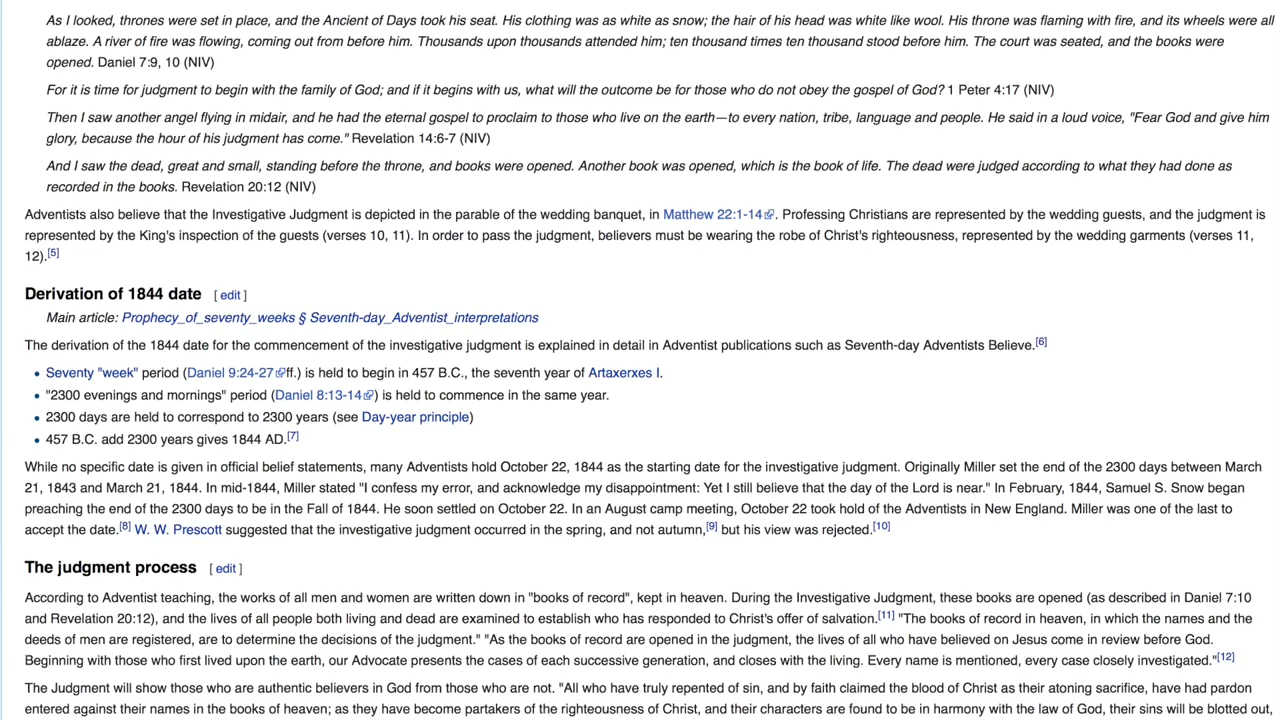 As I looked, thrones were set in place, and the Ancient of Days took his seat. His clothing was as white as snow; the hair of his head was white like wool. His throne was flaming with fire, and its wheels were all
ablaze. A river of fire was flowing, coming out from before him. Thousands upon thousands attended him; ten thousand times ten thousand stood before him. The court was seated, and the books were
opened. Daniel 7:9, 10 (NIV)
For it is time for judgment to begin with the family of God; and if it begins with us, what will the outcome be for those who do not obey the gospel of God? 1 Peter 4:17 (NIV)
Then I saw another angel flying in midair, and he had the eternal gospel to proclaim to those who live on the earth—to every nation, tribe, language and people. He said in a loud voice, "Fear God and give him
glory, because the hour of his judgment has come." Revelation 14:6-7 (NIV)
And I saw the dead, great and small, standing before the throne, and books were opened. Another book was opened, which is the book of life. The dead were judged according to what they had done as
recorded in the books. Revelation 20:12 (NIV)
Adventists also believe that the Investigative Judgment is depicted in the parable of the wedding banquet, in Matthew 22:1-14. Professing Christians are represented by the wedding guests, and the judgment is
represented by the King's inspection of the guests (verses 10, 11). In order to pass the judgment, believers must be wearing the robe of Christ's righteousness, represented by the wedding garments (verses 11,
12).[5]
Derivation of 1844 date [ edit ]
Main article: Prophecy_of_seventy_weeks § Seventh-day_Adventist_interpretations
The derivation of the 1844 date for the commencement of the investigative judgment is explained in detail in Adventist publications such as Seventh-day Adventists Believe.[6]
• Seventy "week" period (Daniel 9:24-27ff.) is held to begin in 457 B.C., the seventh year of Artaxerxes I.
• "2300 evenings and mornings" period (Daniel 8:13-14) is held to commence in the same year.
• 2300 days are held to correspond to 2300 years (see Day-year principle)
• 457 B.C. add 2300 years gives 1844 AD.[7]
While no specific date is given in official belief statements, many Adventists hold October 22, 1844 as the starting date for the investigative judgment. Originally Miller set the end of the 2300 days between March
21, 1843 and March 21, 1844. In mid-1844, Miller stated "I confess my error, and acknowledge my disappointment: Yet I still believe that the day of the Lord is near." In February, 1844, Samuel S. Snow began
preaching the end of the 2300 days to be in the Fall of 1844. He soon settled on October 22. In an August camp meeting, October 22 took hold of the Adventists in New England. Miller was one of the last to
accept the date.[8] W. W. Prescott suggested that the investigative judgment occurred in the spring, and not autumn,[9] but his view was rejected.[10]
The judgment process [ edit ]
According to Adventist teaching, the works of all men and women are written down in "books of record", kept in heaven. During the Investigative Judgment, these books are opened (as described in Daniel 7:10
and Revelation 20:12), and the lives of all people both living and dead are examined to establish who has responded to Christ's offer of salvation.[11] "The books of record in heaven, in which the names and the
deeds of men are registered, are to determine the decisions of the judgment." "As the books of record are opened in the judgment, the lives of all who have believed on Jesus come in review before God.
Beginning with those who first lived upon the earth, our Advocate presents the cases of each successive generation, and closes with the living. Every name is mentioned, every case closely investigated."[12]
The Judgment will show those who are authentic believers in God from those who are not. "All who have truly repented of sin, and by faith claimed the blood of Christ as their atoning sacrifice, have had pardon
entered against their names in the books of heaven; as they have become partakers of the righteousness of Christ, and their characters are found to be in harmony with the law of God, their sins will be blotted out,